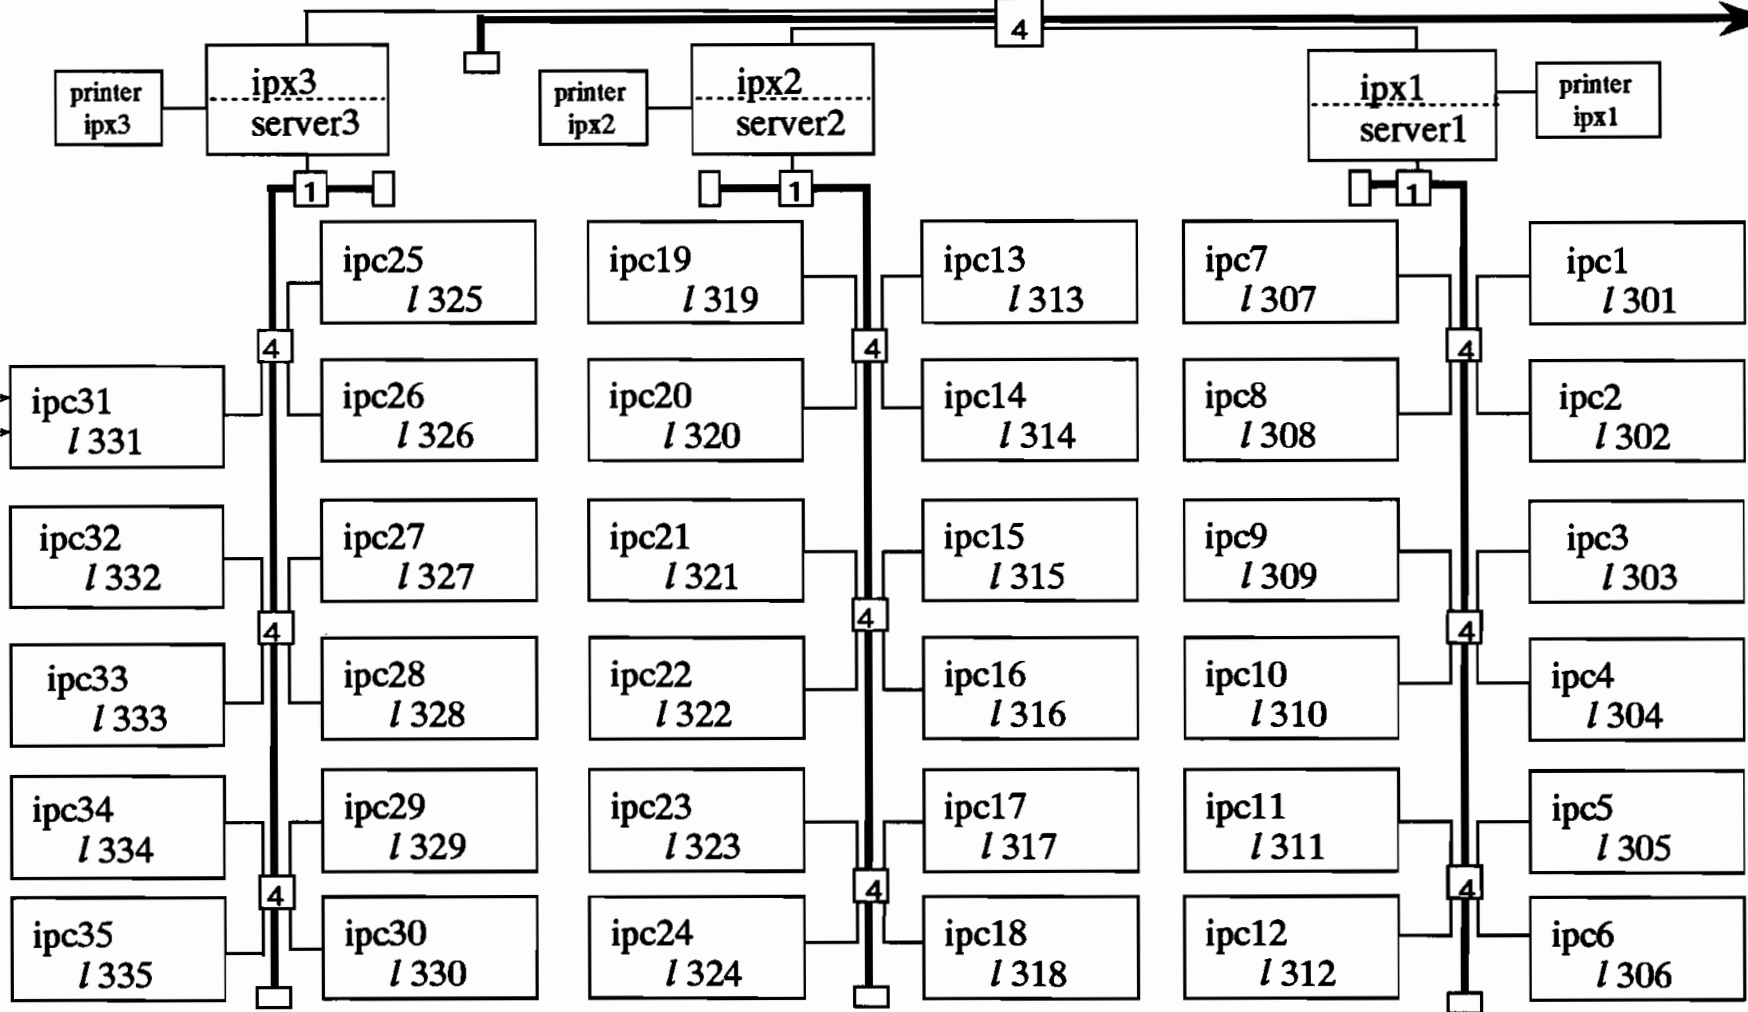 4
printer
ipx3
ipx3
server3
printer
ipx2
ipx2
server2
ipx1
server1
printer
ipx1
1
1
1
ipc25
l 325
ipc19
l 319
ipc13
l 313
ipc7
l 307
ipc1
l 301
4
4
4
ipc31
l 331
ipc26
l 326
ipc20
l 320
ipc14
l 314
ipc8
l 308
ipc2
l 302
ipc32
l 332
ipc27
l 327
ipc21
l 321
ipc15
l 315
ipc9
l 309
ipc3
l 303
4
4
4
ipc33
l 333
ipc28
l 328
ipc22
l 322
ipc16
l 316
ipc10
l 310
ipc4
l 304
ipc34
l 334
ipc29
l 329
ipc23
l 323
ipc17
l 317
ipc11
l 311
ipc5
l 305
4
4
4
ipc35
l 335
ipc30
l 330
ipc24
l 324
ipc18
l 318
ipc12
l 312
ipc6
l 306